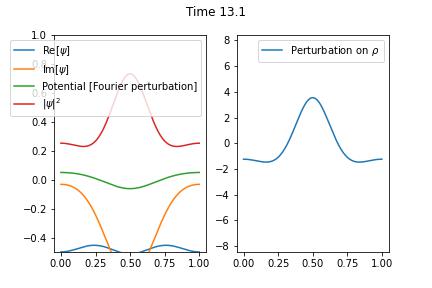 Time 13.1
1.0
0.8
0.6
0.4
0.2
0.0
−0.2
−0.4
0.00 0.25 0.50 0.75 1.00
Re[ψ]
Im[ψ]
Potential [Fourier perturbation]
|ψ|²
8
6
4
2
0
−2
−4
−6
−8
0.00 0.25 0.50 0.75 1.00
Perturbation on ρ